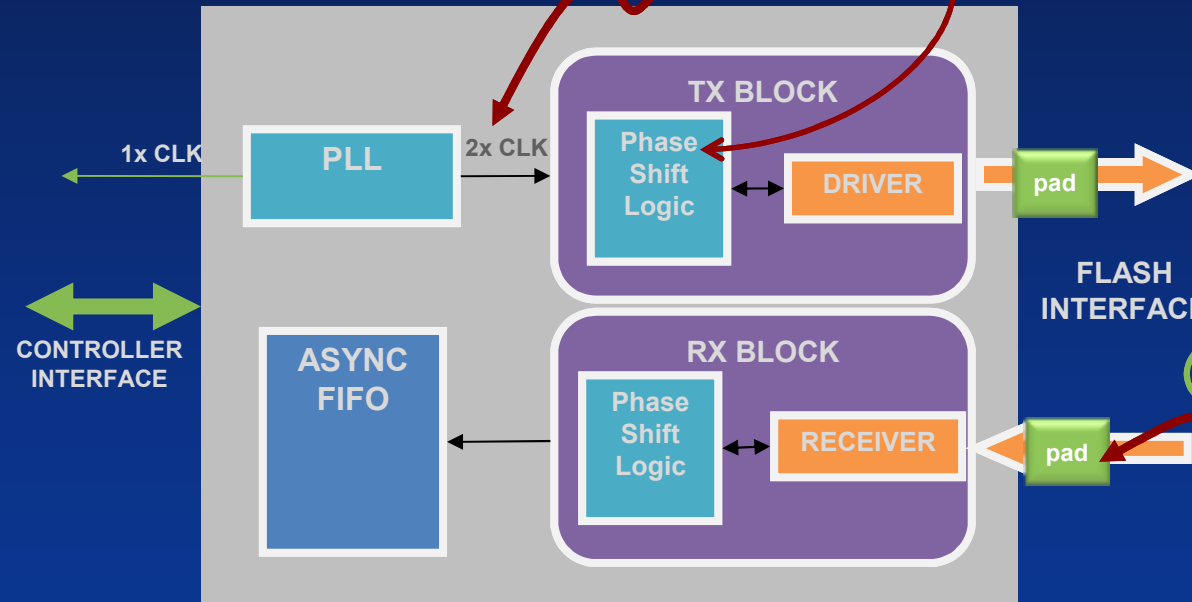 TX BLOCK
1x CLK
PLL
2x CLK
Phase
Shift
Logic
DRIVER
pad
FLASH
CONTROLLER
INTERFACE
ASYNC
FIFO
RX BLOCK
Phase
Shift
Logic
RECEIVER
pad